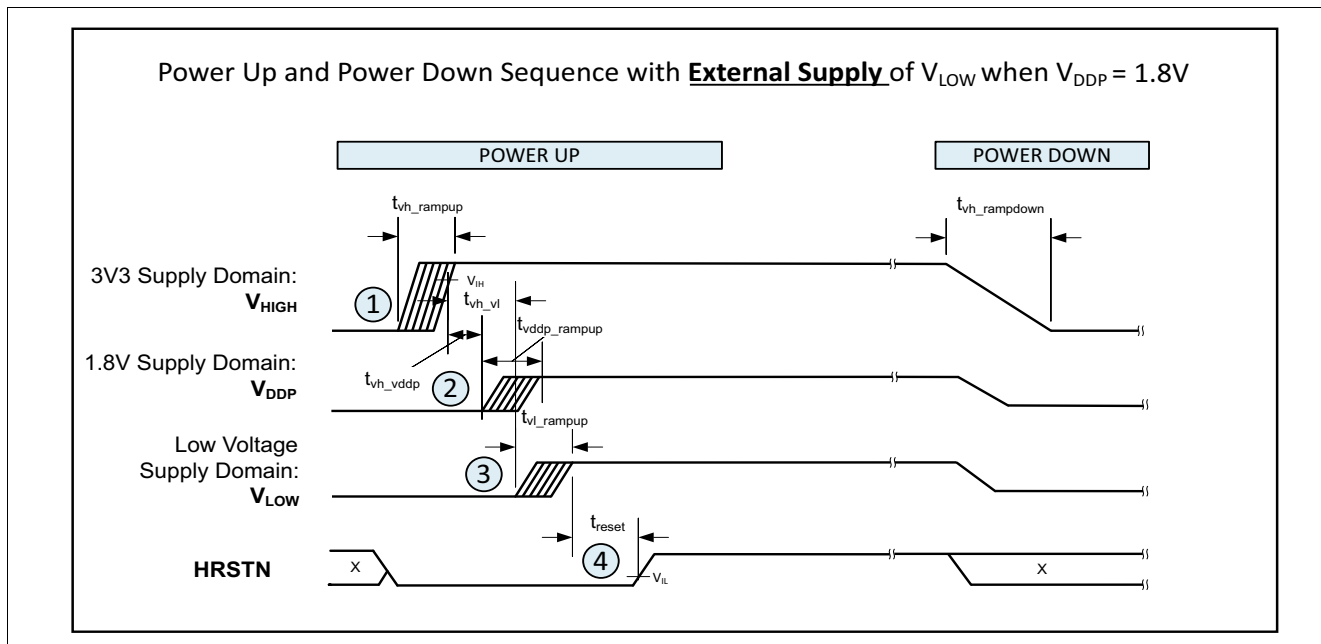 Power Up and Power Down Sequence with External Supply of VLOW when VDDP = 1.8V
POWER UP
POWER DOWN
tvh_rampup
tvh_rampdown
3V3 Supply Domain:
VHIGH
1
VIH
tvh_vl
tvddp_rampup
1.8V Supply Domain:
VDDP
tvh_vddp
2
tvl_rampup
Low Voltage
Supply Domain:
VLOW
3
treset
HRSTN
X
4
VIL
X